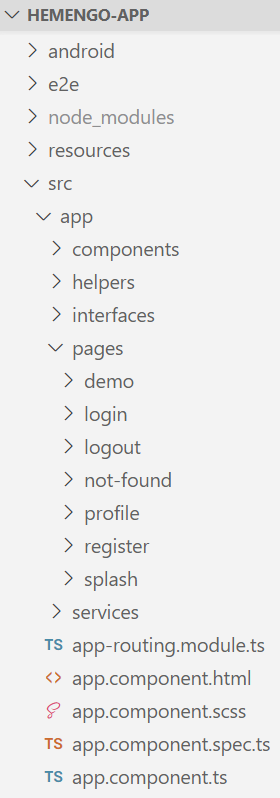 HEMENGO-APP
android
e2e
node_modules
resources
src
app
components
helpers
interfaces
pages
demo
login
logout
not-found
profile
register
splash
services
TS app-routing.module.ts
<> app.component.html
app.component.scss
TS app.component.spec.ts
TS app.component.ts